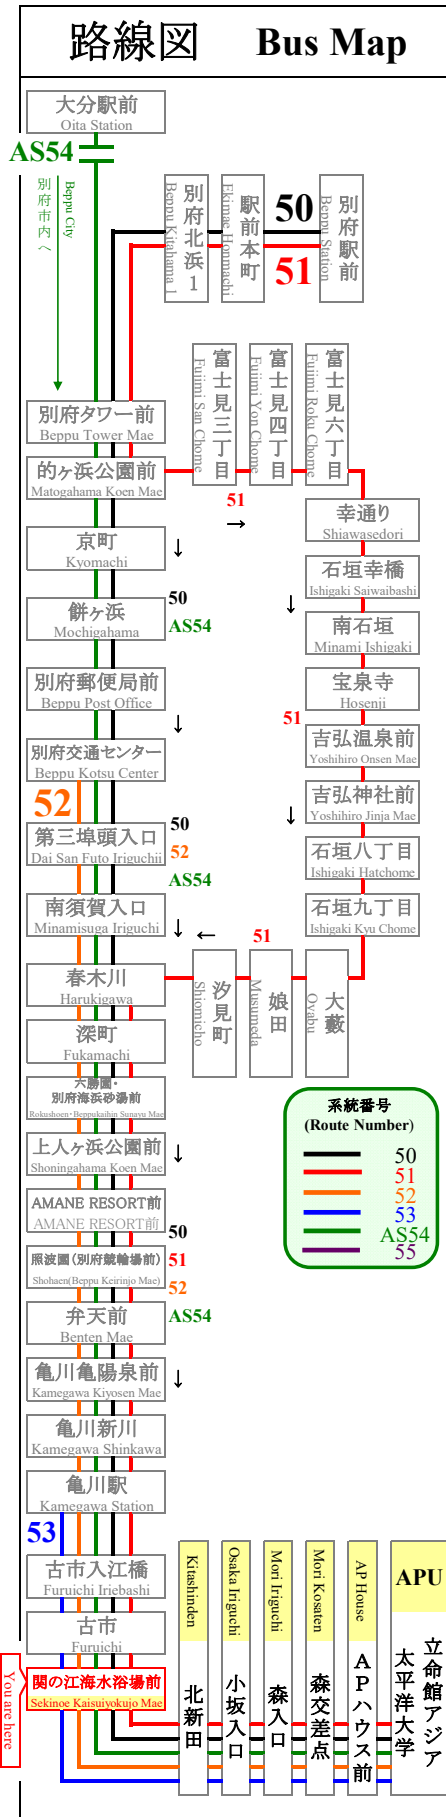 路線図 Bus Map
大分駅前
Oita Station
AS54
Beppu City
別府市内へ
別府北浜1
Beppu Kitahama 1
駅前本町
Ekimae Honmachi
50
51
別府駅前
Beppu Station
別府タワー前
Beppu Tower Mae
的ヶ浜公園前
Matogahama Koen Mae
富士見三丁目
Fujimi San Chome
富士見四丁目
Fujimi Yon Chome
富士見六丁目
Fujimi Roku Chome
51
→
幸通り
Shiawasedori
京町
Kyomachi
↓
石垣幸橋
Ishigaki Saiwaibashi
↓
餅ヶ浜
Mochigahama
50
AS54
南石垣
Minami Ishigaki
別府郵便局前
Beppu Post Office
↓
宝泉寺
Hosenji
51
吉弘温泉前
Yoshihiro Onsen Mae
別府交通センター
Beppu Kotsu Center
吉弘神社前
Yoshihiro Jinja Mae
↓
52
第三埠頭入口
Dai San Futo Iriguchii
50
52
AS54
石垣八丁目
Ishigaki Hatchome
南須賀入口
Minamisuga Iriguchi
↓
石垣九丁目
Ishigaki Kyu Chome
←
51
春木川
Harukigawa
汐見町
Shiomicho
娘田
Musumeda
大藪
Oyabu
深町
Fukamachi
六勝園・
別府海浜砂湯前
Rokushoen・Beppukaihin Sunayu Mae
上人ヶ浜公園前
Shoningahama Koen Mae
↓
系統番号
(Route Number)
50
51
52
53
AS54
55
AMANE RESORT前
AMANE RESORT前
照波園(別府競輪場前)
Shohaen(Beppu Keirinjo Mae)
50
51
52
AS54
弁天前
Benten Mae
亀川亀陽泉前
Kamegawa Kiyosen Mae
↓
亀川新川
Kamegawa Shinkawa
亀川駅
Kamegawa Station
53
古市入江橋
Furuichi Iriebashi
古市
Furuichi
関の江海水浴場前
Sekinoe Kaisuiyokujo Mae
You are here
Kitashinden
北新田
Osaka Iriguchi
小坂入口
Mori Iriguchi
森入口
Mori Kosaten
森交差点
AP House
APハウス前
APU
立命館アジア
太平洋大学